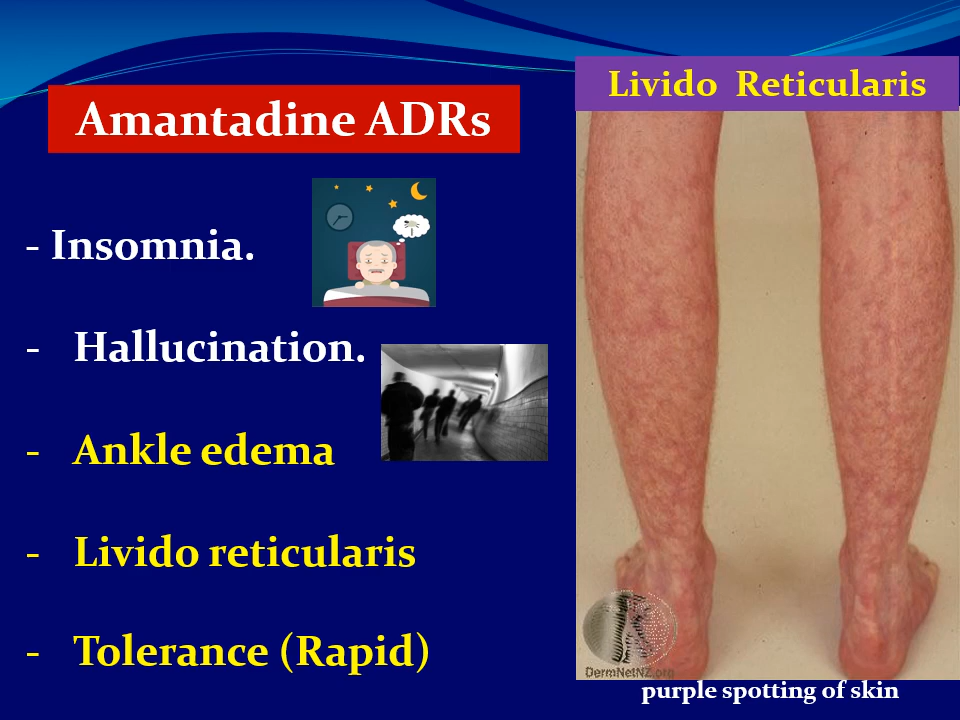 Livido Reticularis
Amantadine ADRs
- Insomnia.
- Hallucination.
- Ankle edema
- Livido reticularis
- Tolerance (Rapid)
DermNetNZ.org
purple spotting of skin